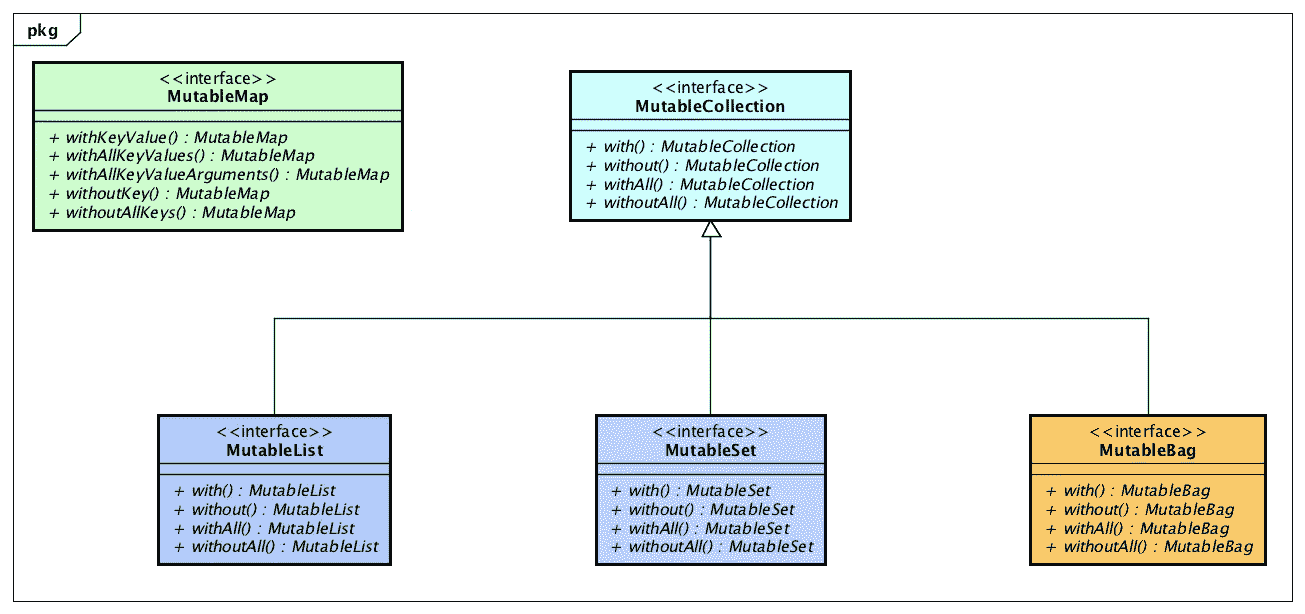 pkg
<<interface>>
MutableMap
+ withKeyValue() : MutableMap
+ withAllKeyValues() : MutableMap
+ withAllKeyValueArguments() : MutableMap
+ withoutKey() : MutableMap
+ withoutAllKeys() : MutableMap
<<interface>>
MutableCollection
+ with() : MutableCollection
+ without() : MutableCollection
+ withAll() : MutableCollection
+ withoutAll() : MutableCollection
<<interface>>
MutableList
+ with() : MutableList
+ without() : MutableList
+ withAll() : MutableList
+ withoutAll() : MutableList
<<interface>>
MutableSet
+ with() : MutableSet
+ without() : MutableSet
+ withAll() : MutableSet
+ withoutAll() : MutableSet
<<interface>>
MutableBag
+ with() : MutableBag
+ without() : MutableBag
+ withAll() : MutableBag
+ withoutAll() : MutableBag